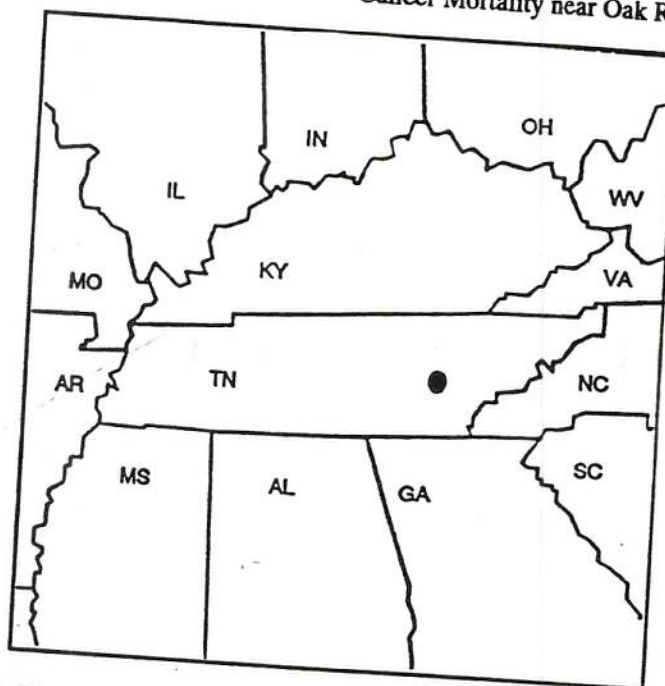 Cancer Mortality near Oak R
IN
OH
IL
WV
KY
MO
VA
TN
AR
NC
MS
AL
GA
SC